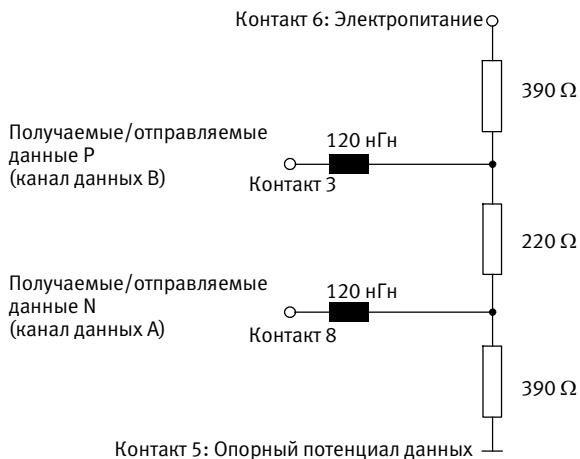 Контакт 6: Электропитание
390 Ω
Получаемые/отправляемые
данные P
(канал данных B)
120 нГн
Контакт 3
220 Ω
Получаемые/отправляемые
данные N
(канал данных A)
120 нГн
Контакт 8
390 Ω
Контакт 5: Опорный потенциал данных